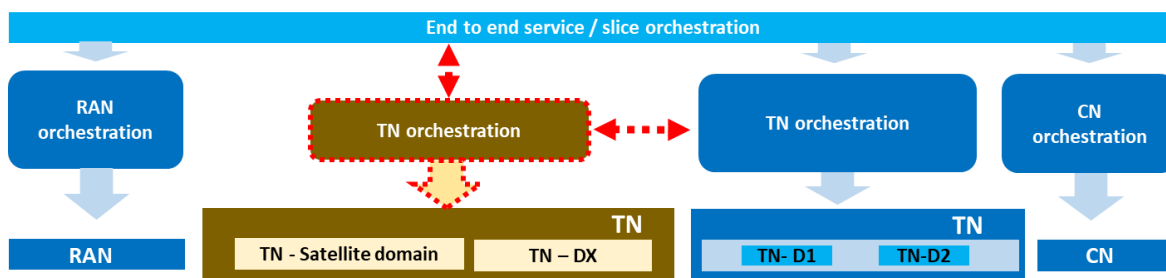 End to end service / slice orchestration
RAN
orchestration
TN orchestration
TN orchestration
CN
orchestration
RAN
TN
TN - Satellite domain
TN – DX
TN
TN- D1
TN-D2
CN